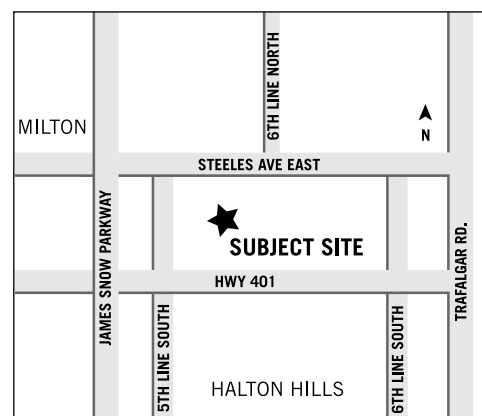 6TH LINE NORTH
MILTON
N
STEELES AVE EAST
JAMES SNOW PARKWAY
SUBJECT SITE
TRAFALGAR RD.
HWY 401
5TH LINE SOUTH
6TH LINE SOUTH
HALTON HILLS